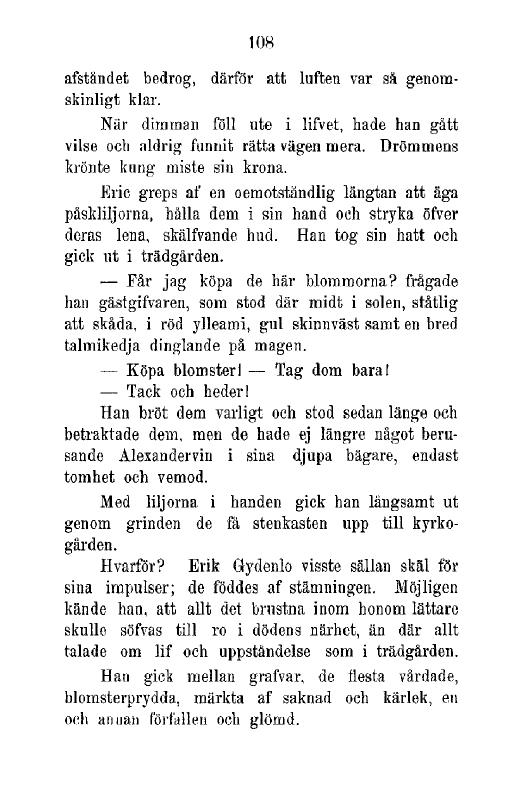 108
afståndet bedrog, därför att luften var så genom-
skinligt klar.
När dimman föll ute i lifvet, hade han gått
vilse och aldrig funnit rätta vägen mera. Drömmens
krönte kung miste sin krona.
Eric greps af en oemotståndlig längtan att äga
påskliljorna, hålla dem i sin hand och stryka öfver
deras lena, skälfvande hud. Han tog sin hatt och
gick ut i trädgården.
— Får jag köpa de här blommorna? frågade
han gästgifvaren, som stod där midt i solen, ståtlig
att skåda, i röd ylleami, gul skinnväst samt en bred
talmikedja dinglande på magen.
— Köpa blomster! — Tag dom bara!
— Tack och heder!
Han bröt dem varligt och stod sedan länge och
betraktade dem, men de hade ej längre något beru-
sande Alexandervin i sina djupa bägare, endast
tomhet och vemod.
Med liljorna i handen gick han långsamt ut
genom grinden de få stenkasten upp till kyrko-
gården.
Hvarför? Erik Gydenlo visste sällan skäl för
sina impulser; de föddes af stämningen. Möjligen
kände han, att allt det brustna inom honom lättare
skulle söfvas till ro i dödens närhet, än där allt
talade om lif och uppståndelse som i trädgården.
Han gick mellan grafvar, de flesta vårdade,
blomsterprydda, märkta af saknad och kärlek, en
och annan förfallen och glömd.